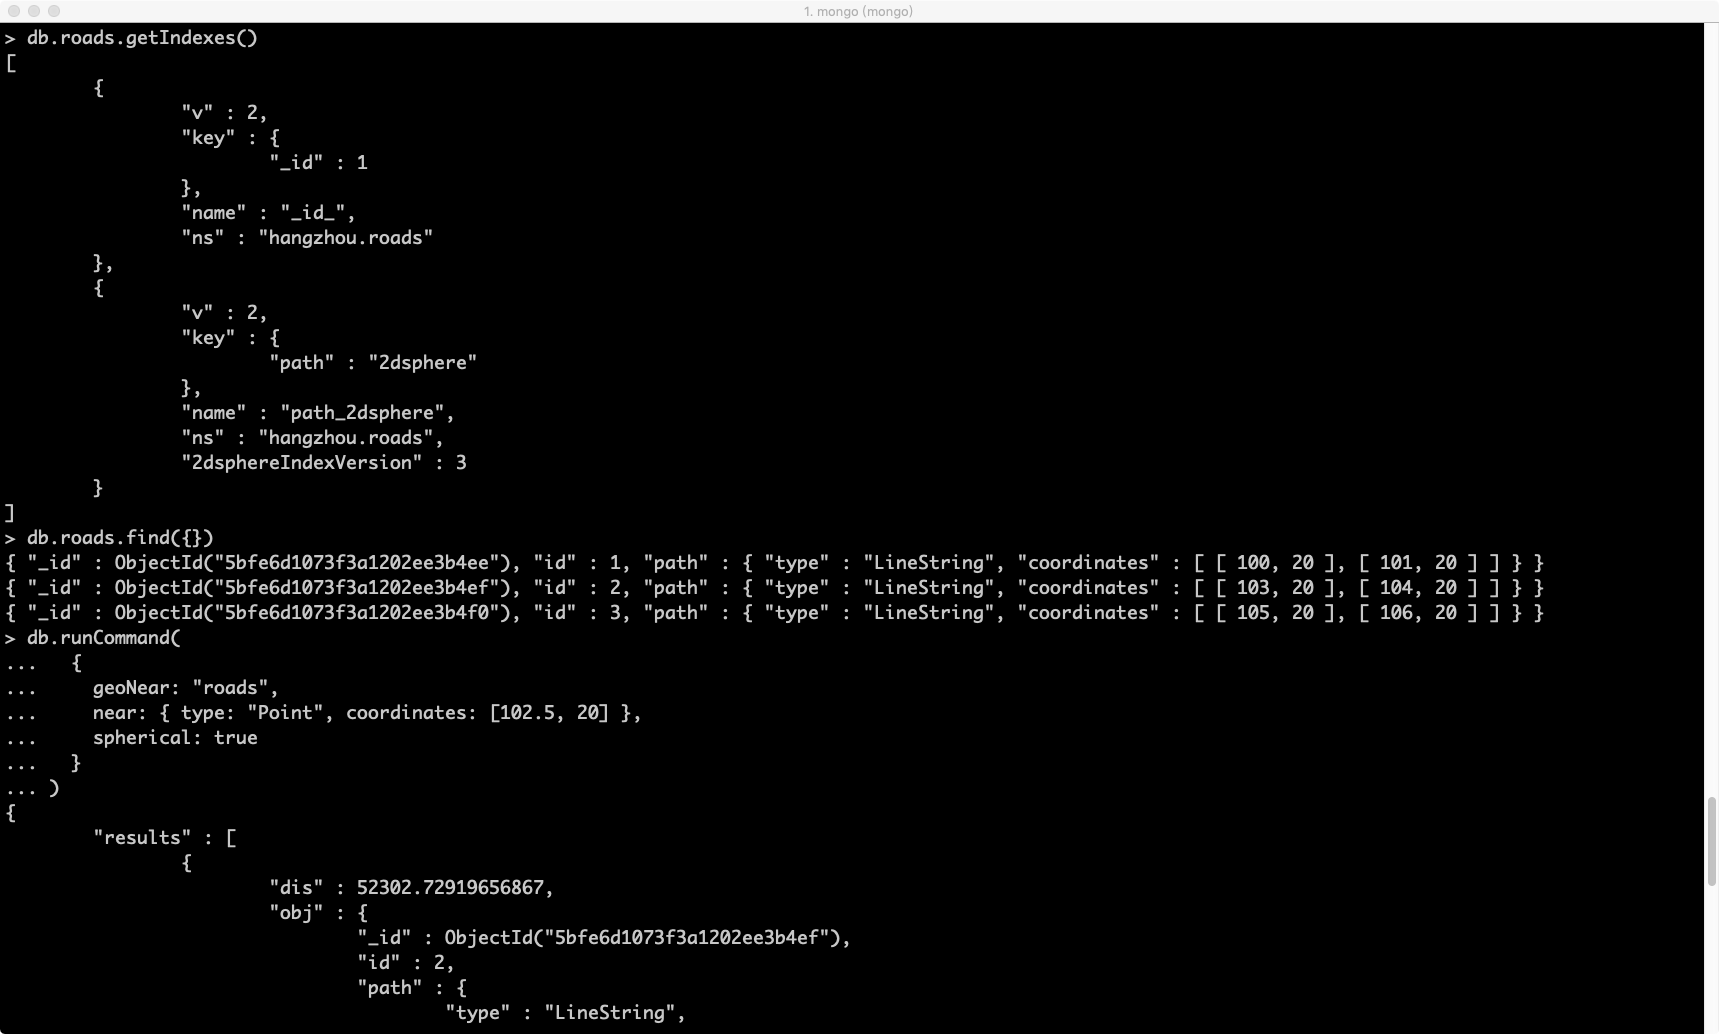 1. mongo (mongo)
> db.roads.getIndexes()
[
        {
                "v" : 2,
                "key" : {
                        "_id" : 1
                },
                "name" : "_id_",
                "ns" : "hangzhou.roads"
        },
        {
                "v" : 2,
                "key" : {
                        "path" : "2dsphere"
                },
                "name" : "path_2dsphere",
                "ns" : "hangzhou.roads",
                "2dsphereIndexVersion" : 3
        }
]
> db.roads.find({})
{ "_id" : ObjectId("5bfe6d1073f3a1202ee3b4ee"), "id" : 1, "path" : { "type" : "LineString", "coordinates" : [ [ 100, 20 ], [ 101, 20 ] ] } }
{ "_id" : ObjectId("5bfe6d1073f3a1202ee3b4ef"), "id" : 2, "path" : { "type" : "LineString", "coordinates" : [ [ 103, 20 ], [ 104, 20 ] ] } }
{ "_id" : ObjectId("5bfe6d1073f3a1202ee3b4f0"), "id" : 3, "path" : { "type" : "LineString", "coordinates" : [ [ 105, 20 ], [ 106, 20 ] ] } }
> db.runCommand(
...   {
...     geoNear: "roads",
...     near: { type: "Point", coordinates: [102.5, 20] },
...     spherical: true
...   }
... )
{
        "results" : [
                {
                        "dis" : 52302.72919656867,
                        "obj" : {
                                "_id" : ObjectId("5bfe6d1073f3a1202ee3b4ef"),
                                "id" : 2,
                                "path" : {
                                        "type" : "LineString",